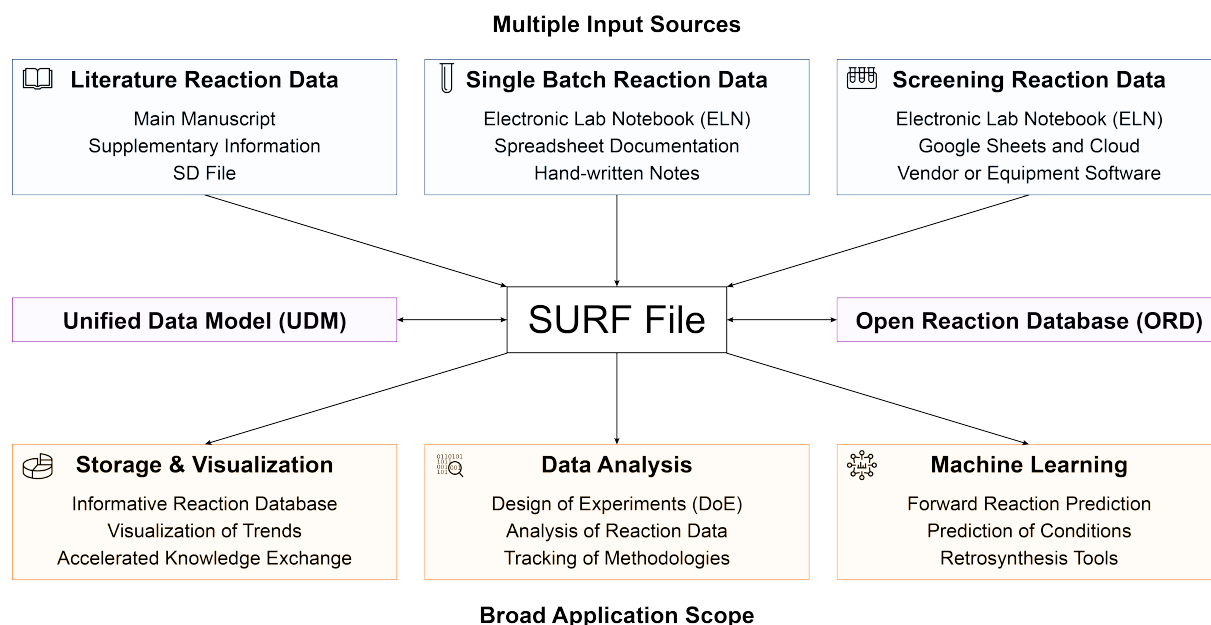 Multiple Input Sources
Literature Reaction Data
Main Manuscript
Supplementary Information
SD File
Single Batch Reaction Data
Electronic Lab Notebook (ELN)
Spreadsheet Documentation
Hand-written Notes
Screening Reaction Data
Electronic Lab Notebook (ELN)
Google Sheets and Cloud
Vendor or Equipment Software
Unified Data Model (UDM)
SURF File
Open Reaction Database (ORD)
Storage & Visualization
Informative Reaction Database
Visualization of Trends
Accelerated Knowledge Exchange
Data Analysis
Design of Experiments (DoE)
Analysis of Reaction Data
Tracking of Methodologies
Machine Learning
Forward Reaction Prediction
Prediction of Conditions
Retrosynthesis Tools
Broad Application Scope